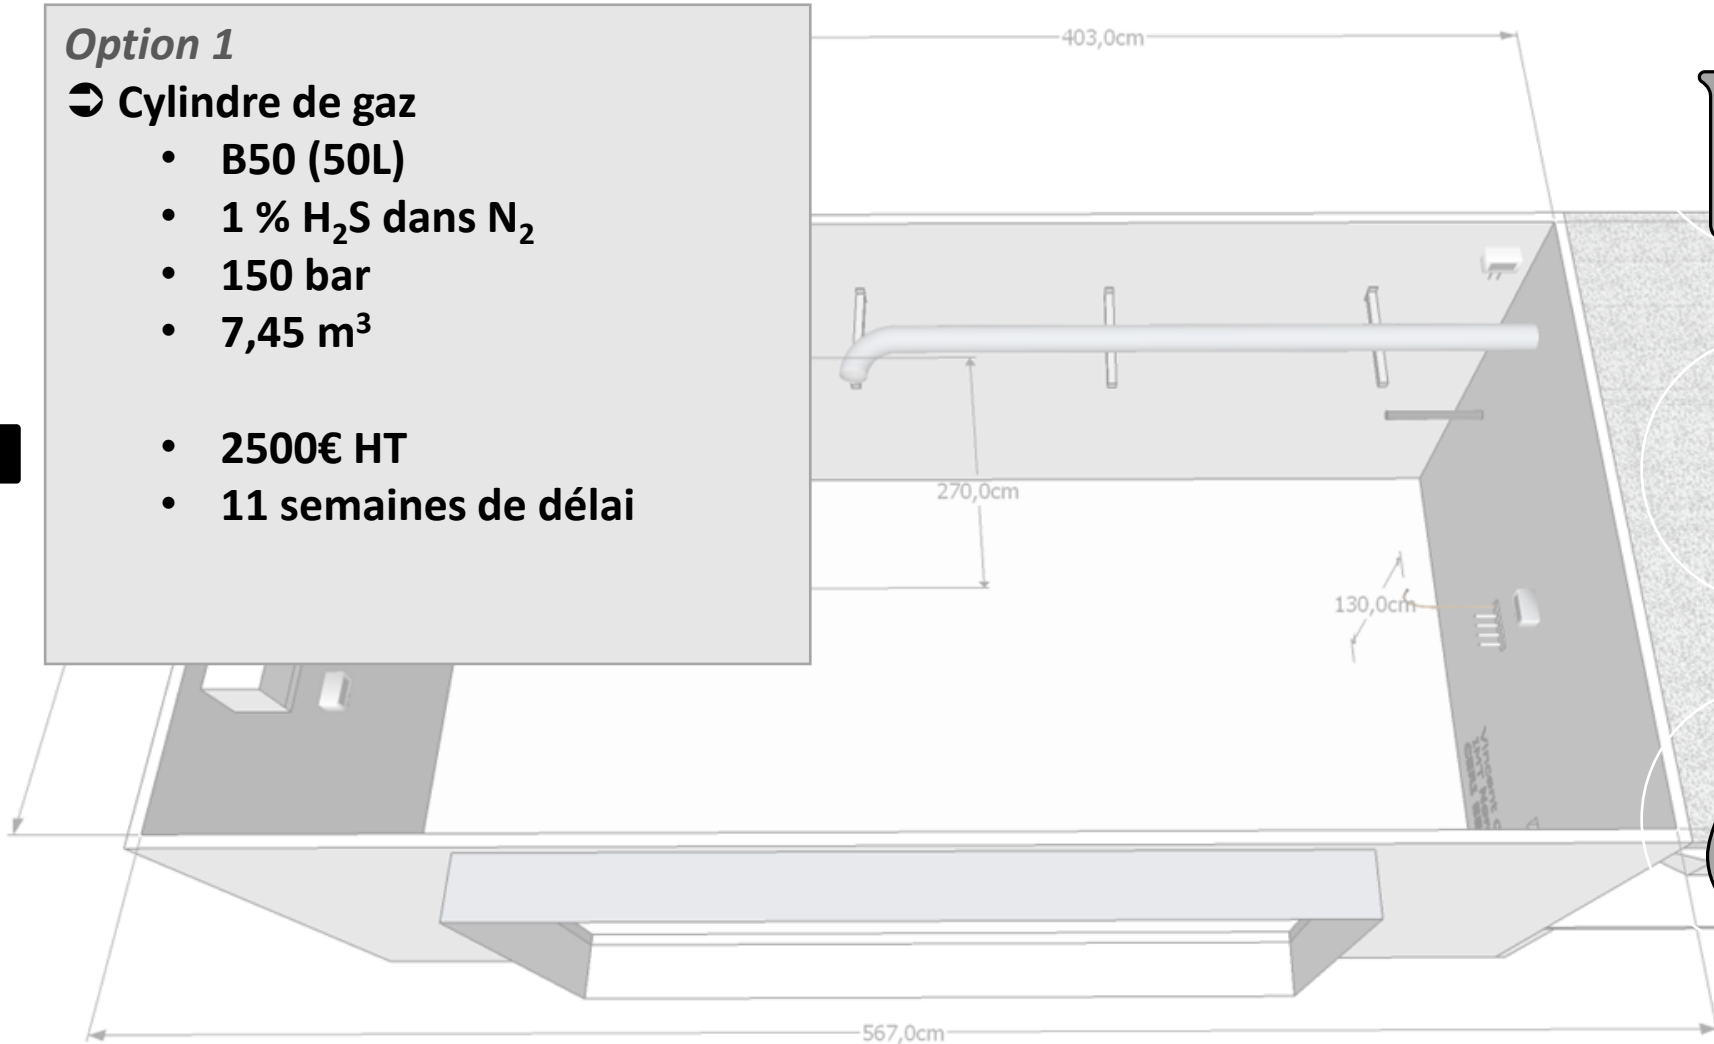 Option 1
➲ Cylindre de gaz
• B50 (50L)
• 1 % H₂S dans N₂
• 150 bar
• 7,45 m³
• 2500€ HT
• 11 semaines de délai
403,0cm
270,0cm
130,0cm
567,0cm